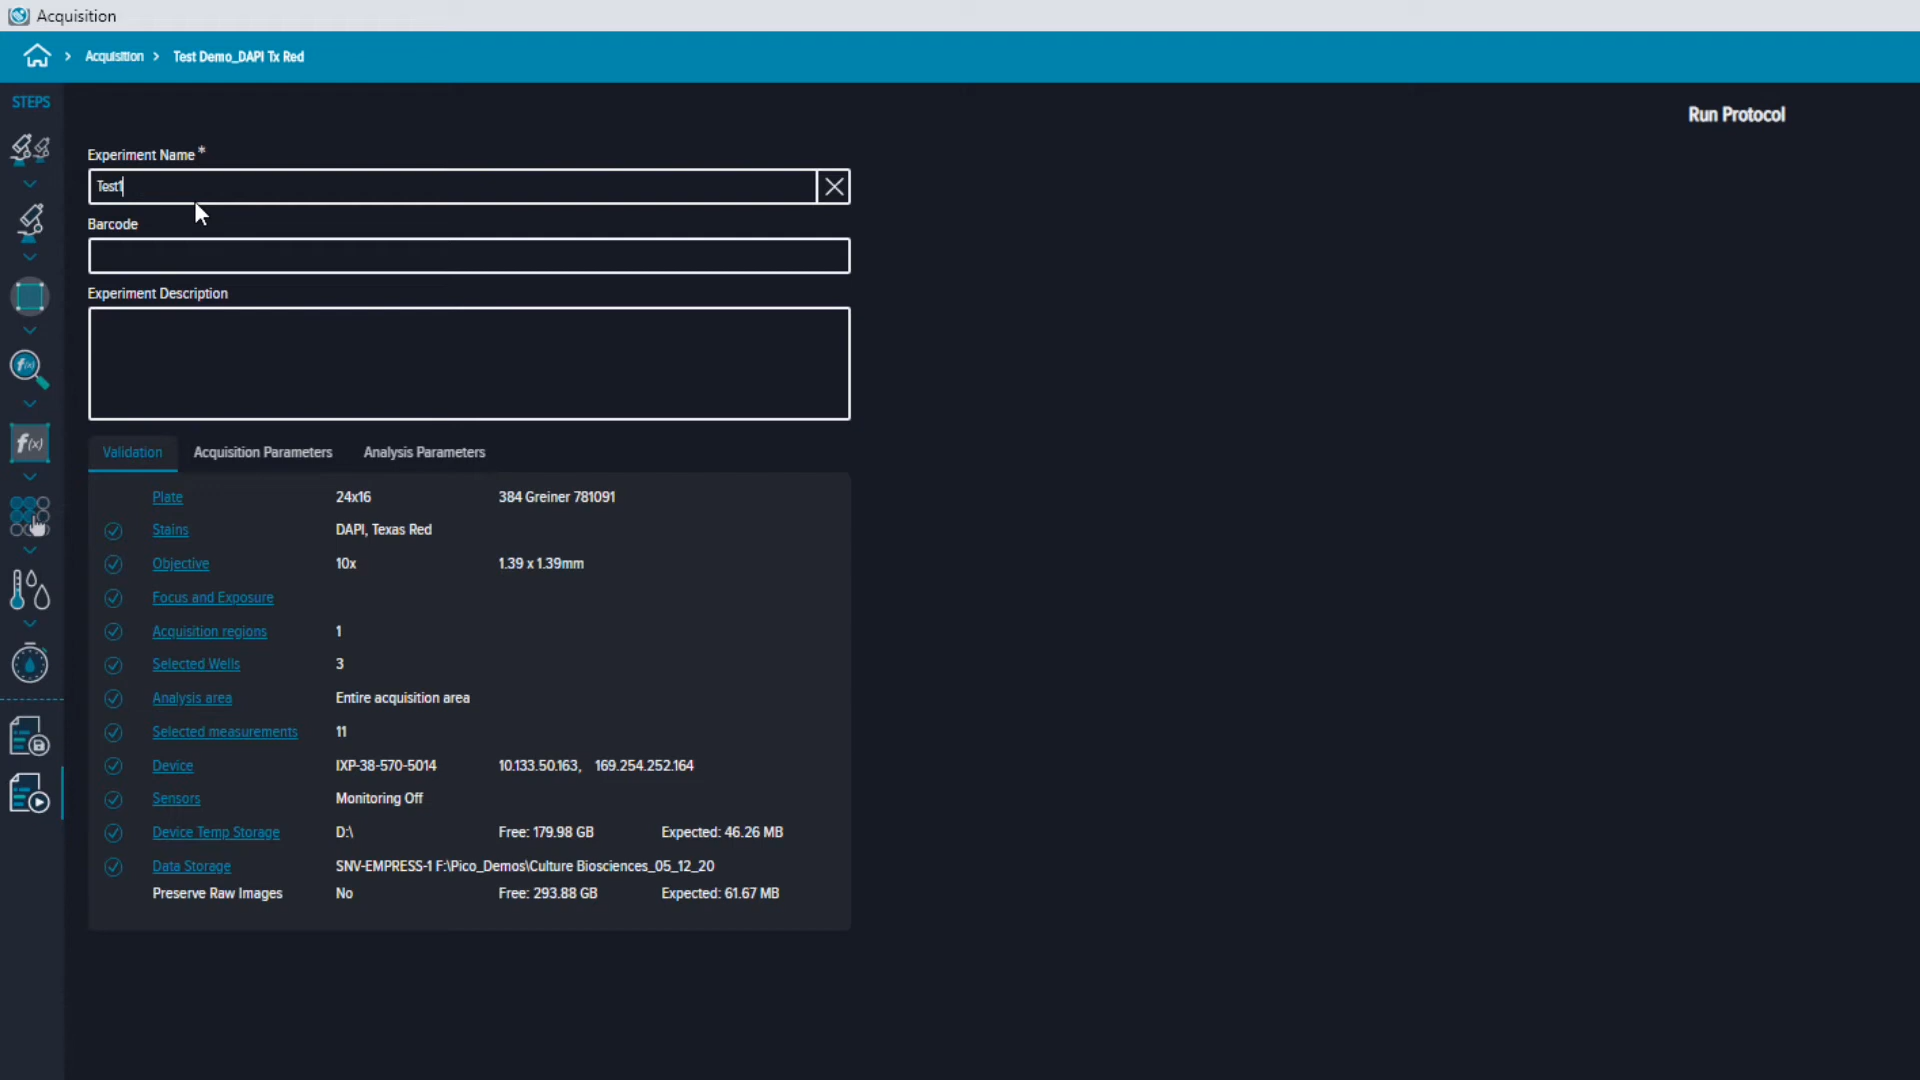 Acquisition
> Acquisition > Test Demo_DAPI Tx Red
STEPS
Run Protocol
Experiment Name *
Test1
Barcode
Experiment Description
Validation Acquisition Parameters Analysis Parameters
Plate 24x16 384 Greiner 781091
Stains DAPI, Texas Red
Objective 10x 1.39 x 1.39mm
Focus and Exposure
Acquisition regions 1
Selected Wells 3
Analysis area Entire acquisition area
Selected measurements 11
Device IXP-38-570-5014 10.133.50.163, 169.254.252.164
Sensors Monitoring Off
Device Temp Storage D:\ Free: 179.98 GB Expected: 46.26 MB
Data Storage SNV-EMPRESS-1 F:\Pico_Demos\Culture Biosciences_05_12_20
Preserve Raw Images No Free: 293.88 GB Expected: 61.67 MB
f(x)
f(x)